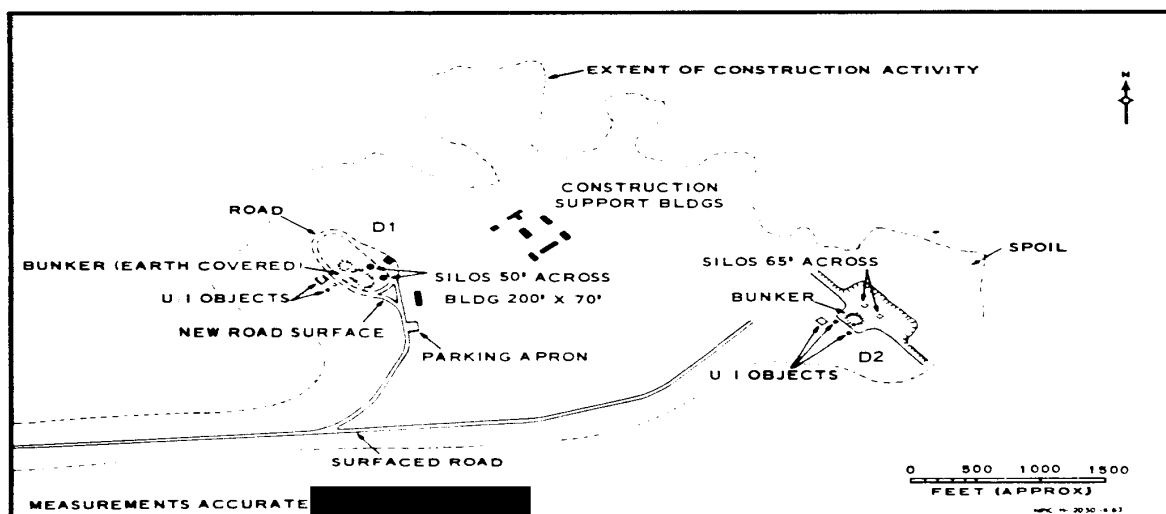 EXTENT OF CONSTRUCTION ACTIVITY
N
CONSTRUCTION
SUPPORT BLDGS
ROAD
D1
BUNKER (EARTH COVERED)
SILOS 50' ACROSS
U I OBJECTS
BLDG 200' X 70'
NEW ROAD SURFACE
PARKING APRON
SPOIL
SILOS 65' ACROSS
BUNKER
D2
U I OBJECTS
SURFACED ROAD
0 500 1000 1500
FEET (APPROX)
MEASUREMENTS ACCURATE